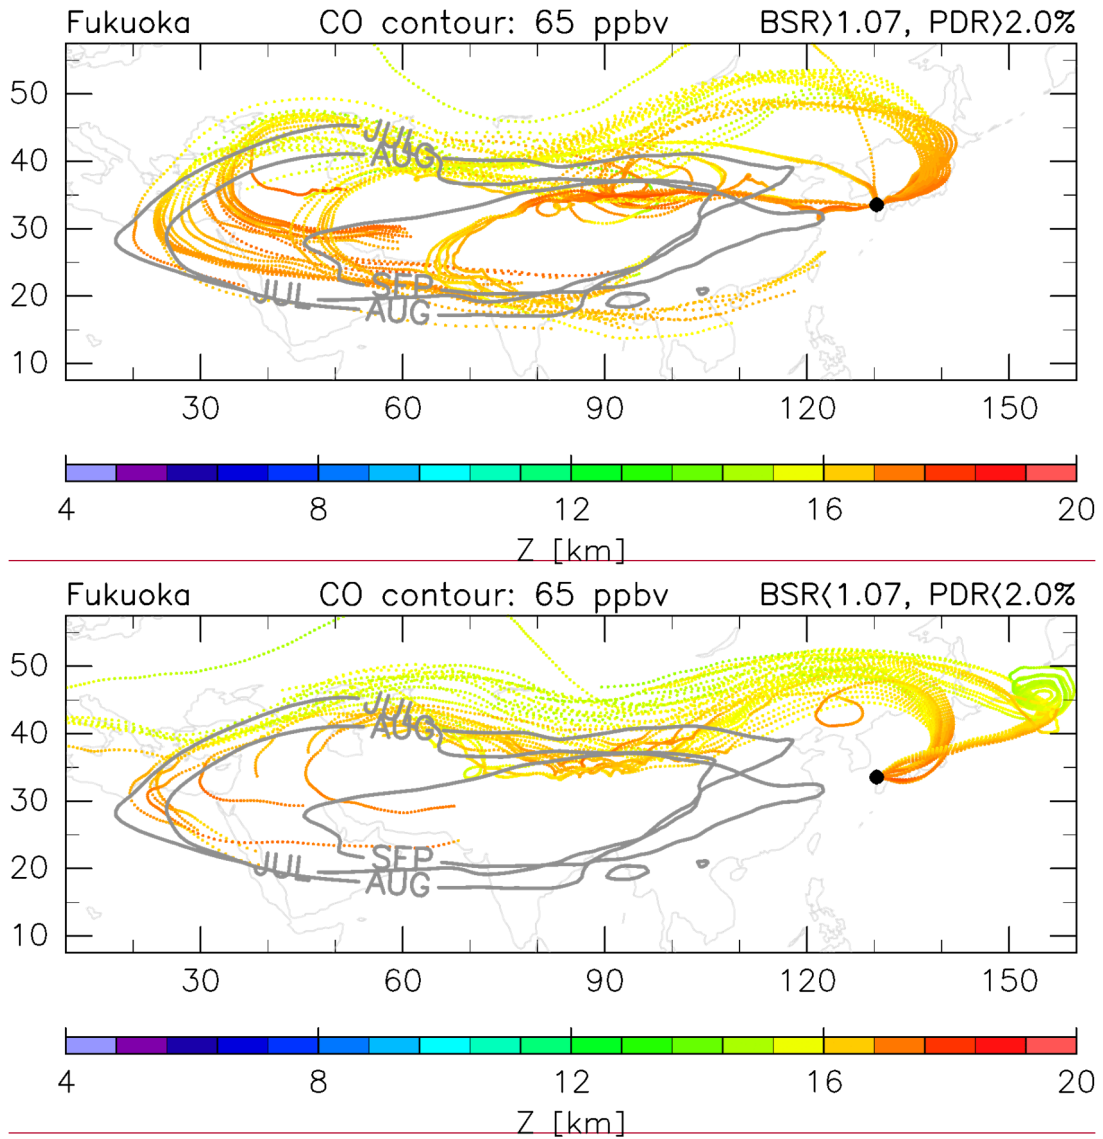 Fukuoka CO contour: 65 ppbv BSR>1.07, PDR>2.0%
50
40
30
20
10
JUL
AUG
SEP
JUL
AUG
30 60 90 120 150
4 8 12 16 20
Z [km]
Fukuoka CO contour: 65 ppbv BSR<1.07, PDR<2.0%
50
40
30
20
10
JUL
AUG
SEP
JUL
AUG
30 60 90 120 150
4 8 12 16 20
Z [km]